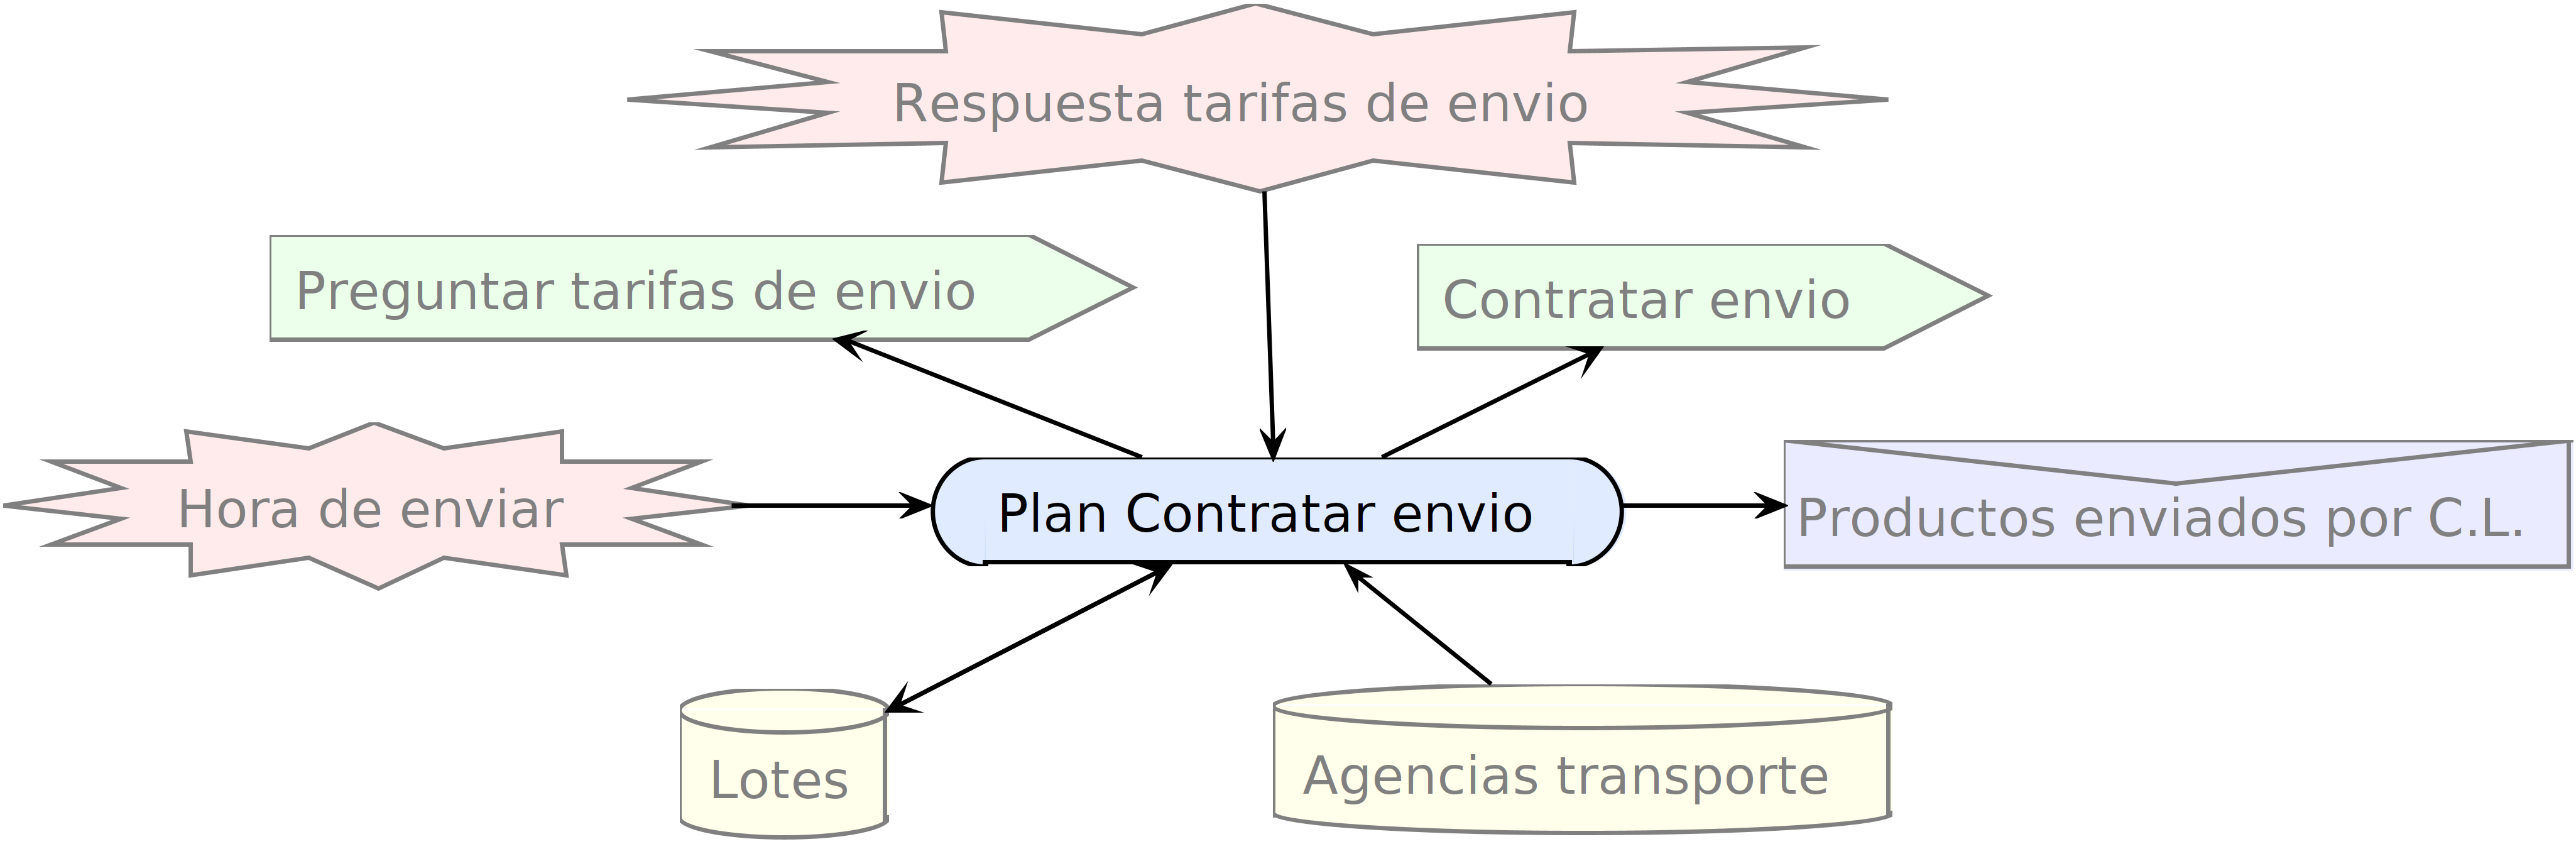 Respuesta tarifas de envio
Preguntar tarifas de envio
Contratar envio
Hora de enviar
Plan Contratar envio
Productos enviados por C.L.
Lotes
Agencias transporte